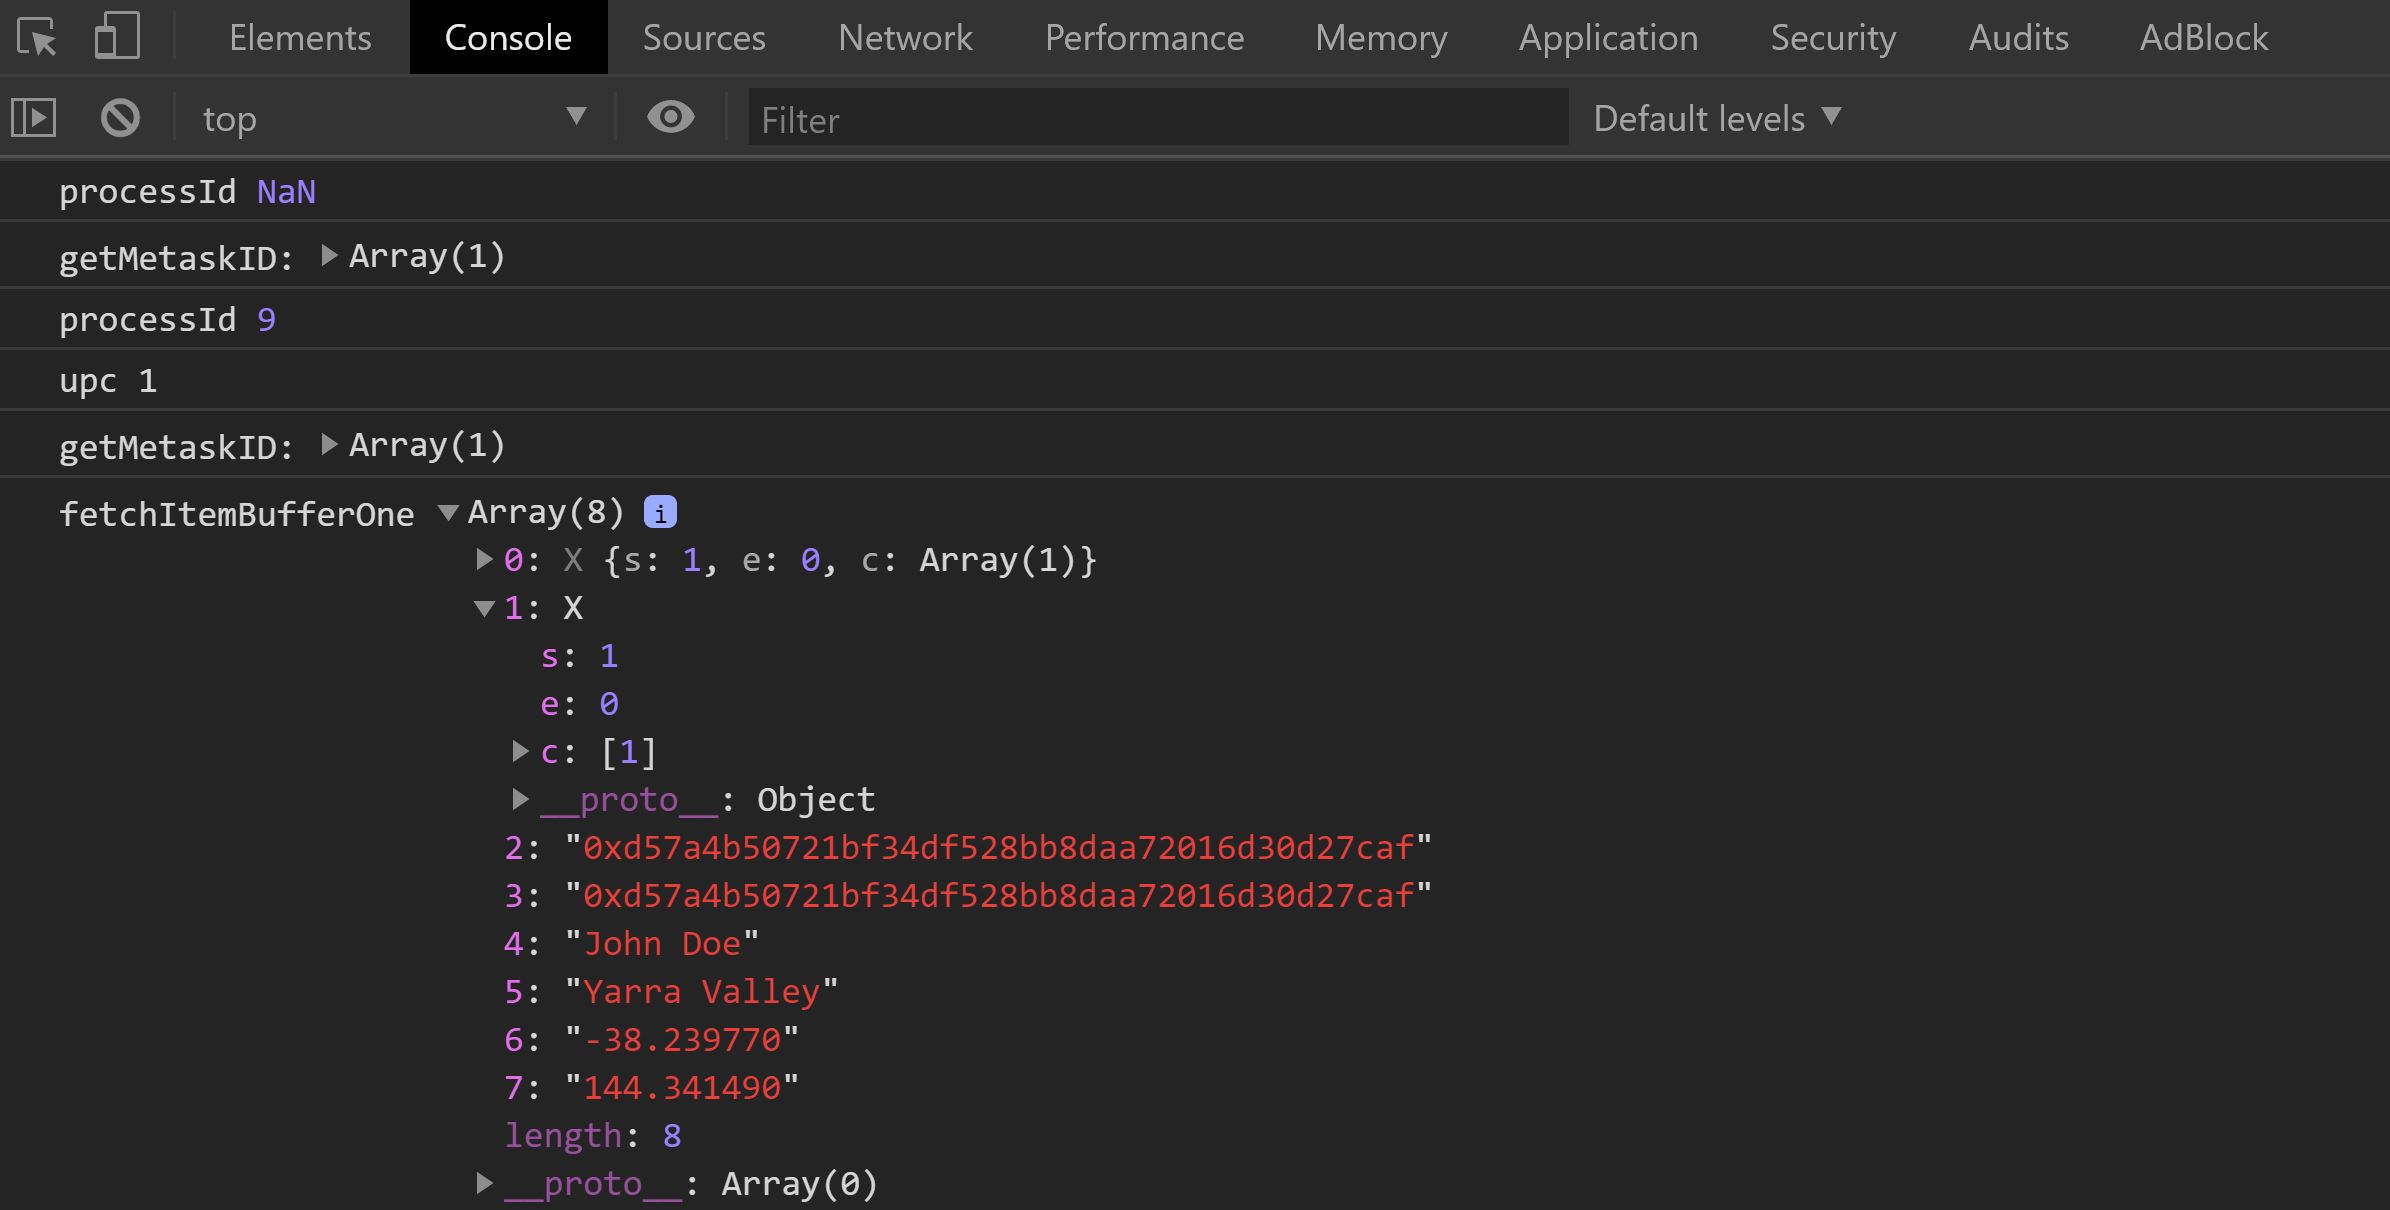 Elements Console Sources Network Performance Memory Application Security Audits AdBlock
top Filter Default levels
processId NaN
getMetaskID: Array(1)
processId 9
upc 1
getMetaskID: Array(1)
fetchItemBufferOne Array(8) i
0: X {s: 1, e: 0, c: Array(1)}
1: X
s: 1
e: 0
c: [1]
__proto__: Object
2: "0xd57a4b50721bf34df528bb8daa72016d30d27caf"
3: "0xd57a4b50721bf34df528bb8daa72016d30d27caf"
4: "John Doe"
5: "Yarra Valley"
6: "-38.239770"
7: "144.341490"
length: 8
__proto__: Array(0)